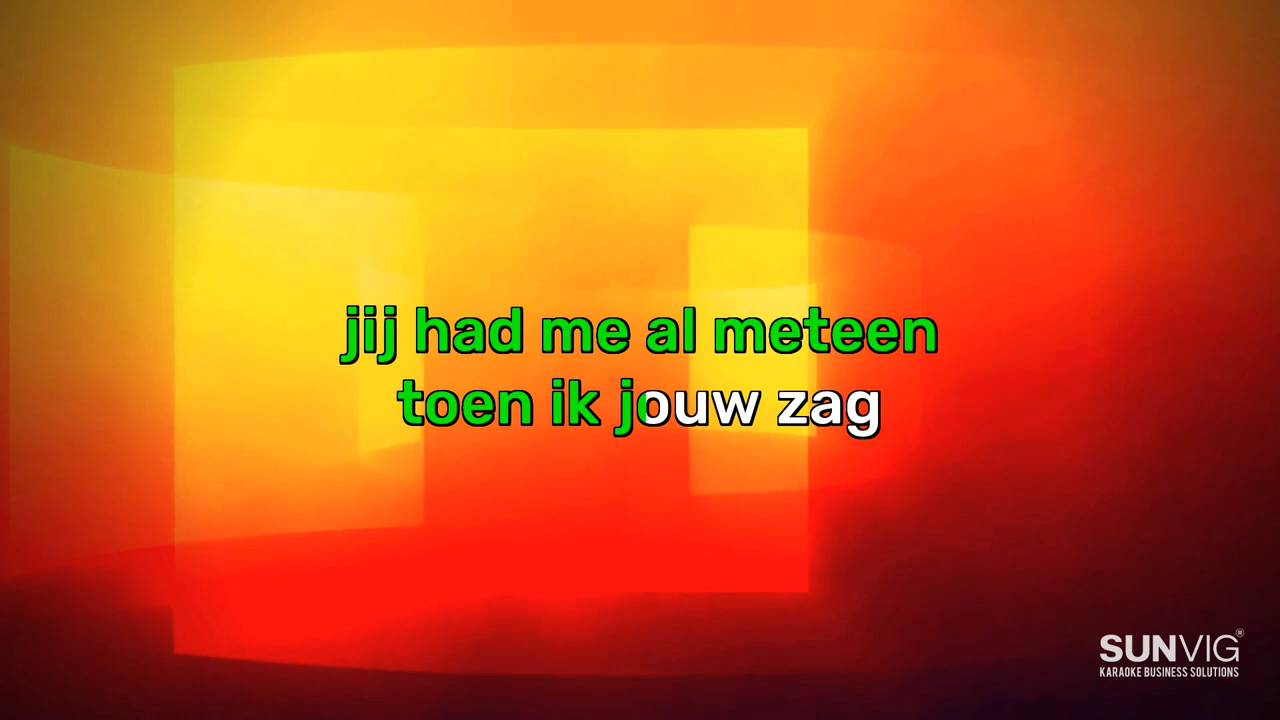 jij had me al meteen
toen ik jouw zag
SUNVIG®
KARAOKE BUSINESS SOLUTIONS